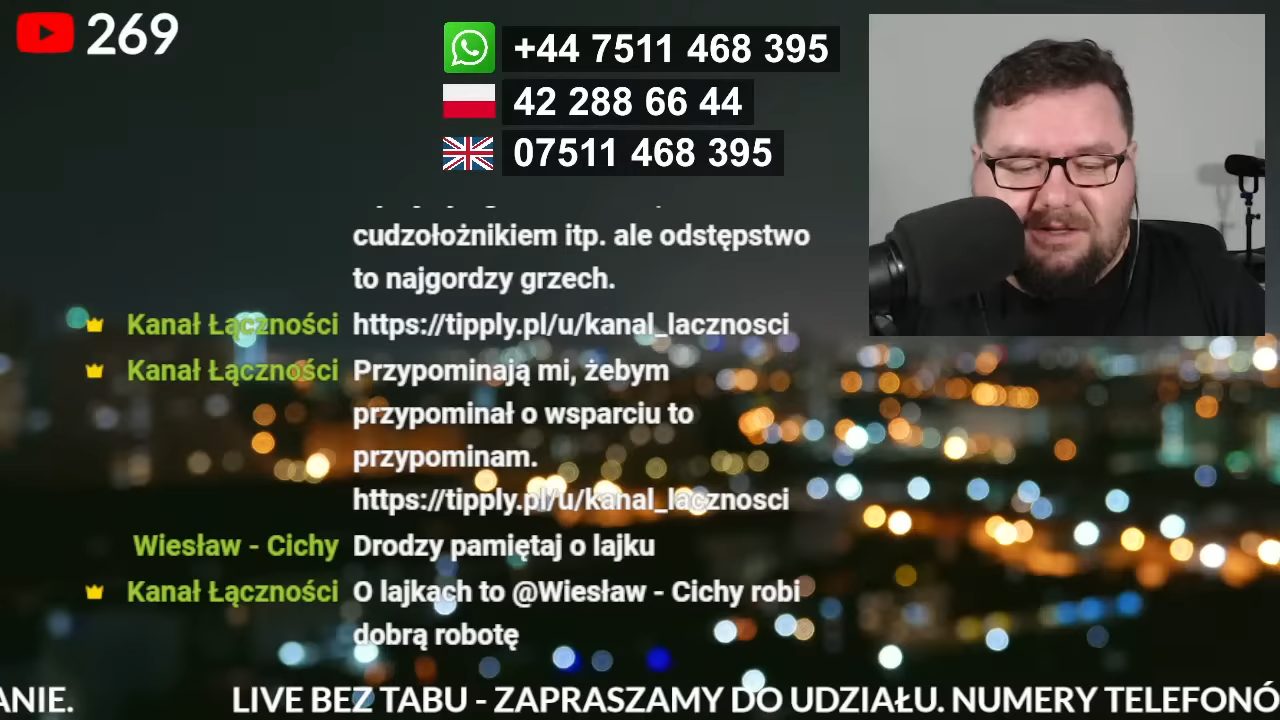 269
+44 7511 468 395
42 288 66 44
07511 468 395
cudzołożnikiem itp. ale odstępstwo
to najgordzy grzech.
Kanał Łączności https://tipply.pl/u/kanal_lacznosci
Kanał Łączności Przypominają mi, żebym
przypominał o wsparciu to
przypominam.
https://tipply.pl/u/kanal_lacznosci
Wiesław - Cichy Drodzy pamiętaj o lajku
Kanał Łączności O lajkach to @Wiesław - Cichy robi
dobrą robotę
ANIE. LIVE BEZ TABU - ZAPRASZAMY DO UDZIAŁU. NUMERY TELEFONÓ